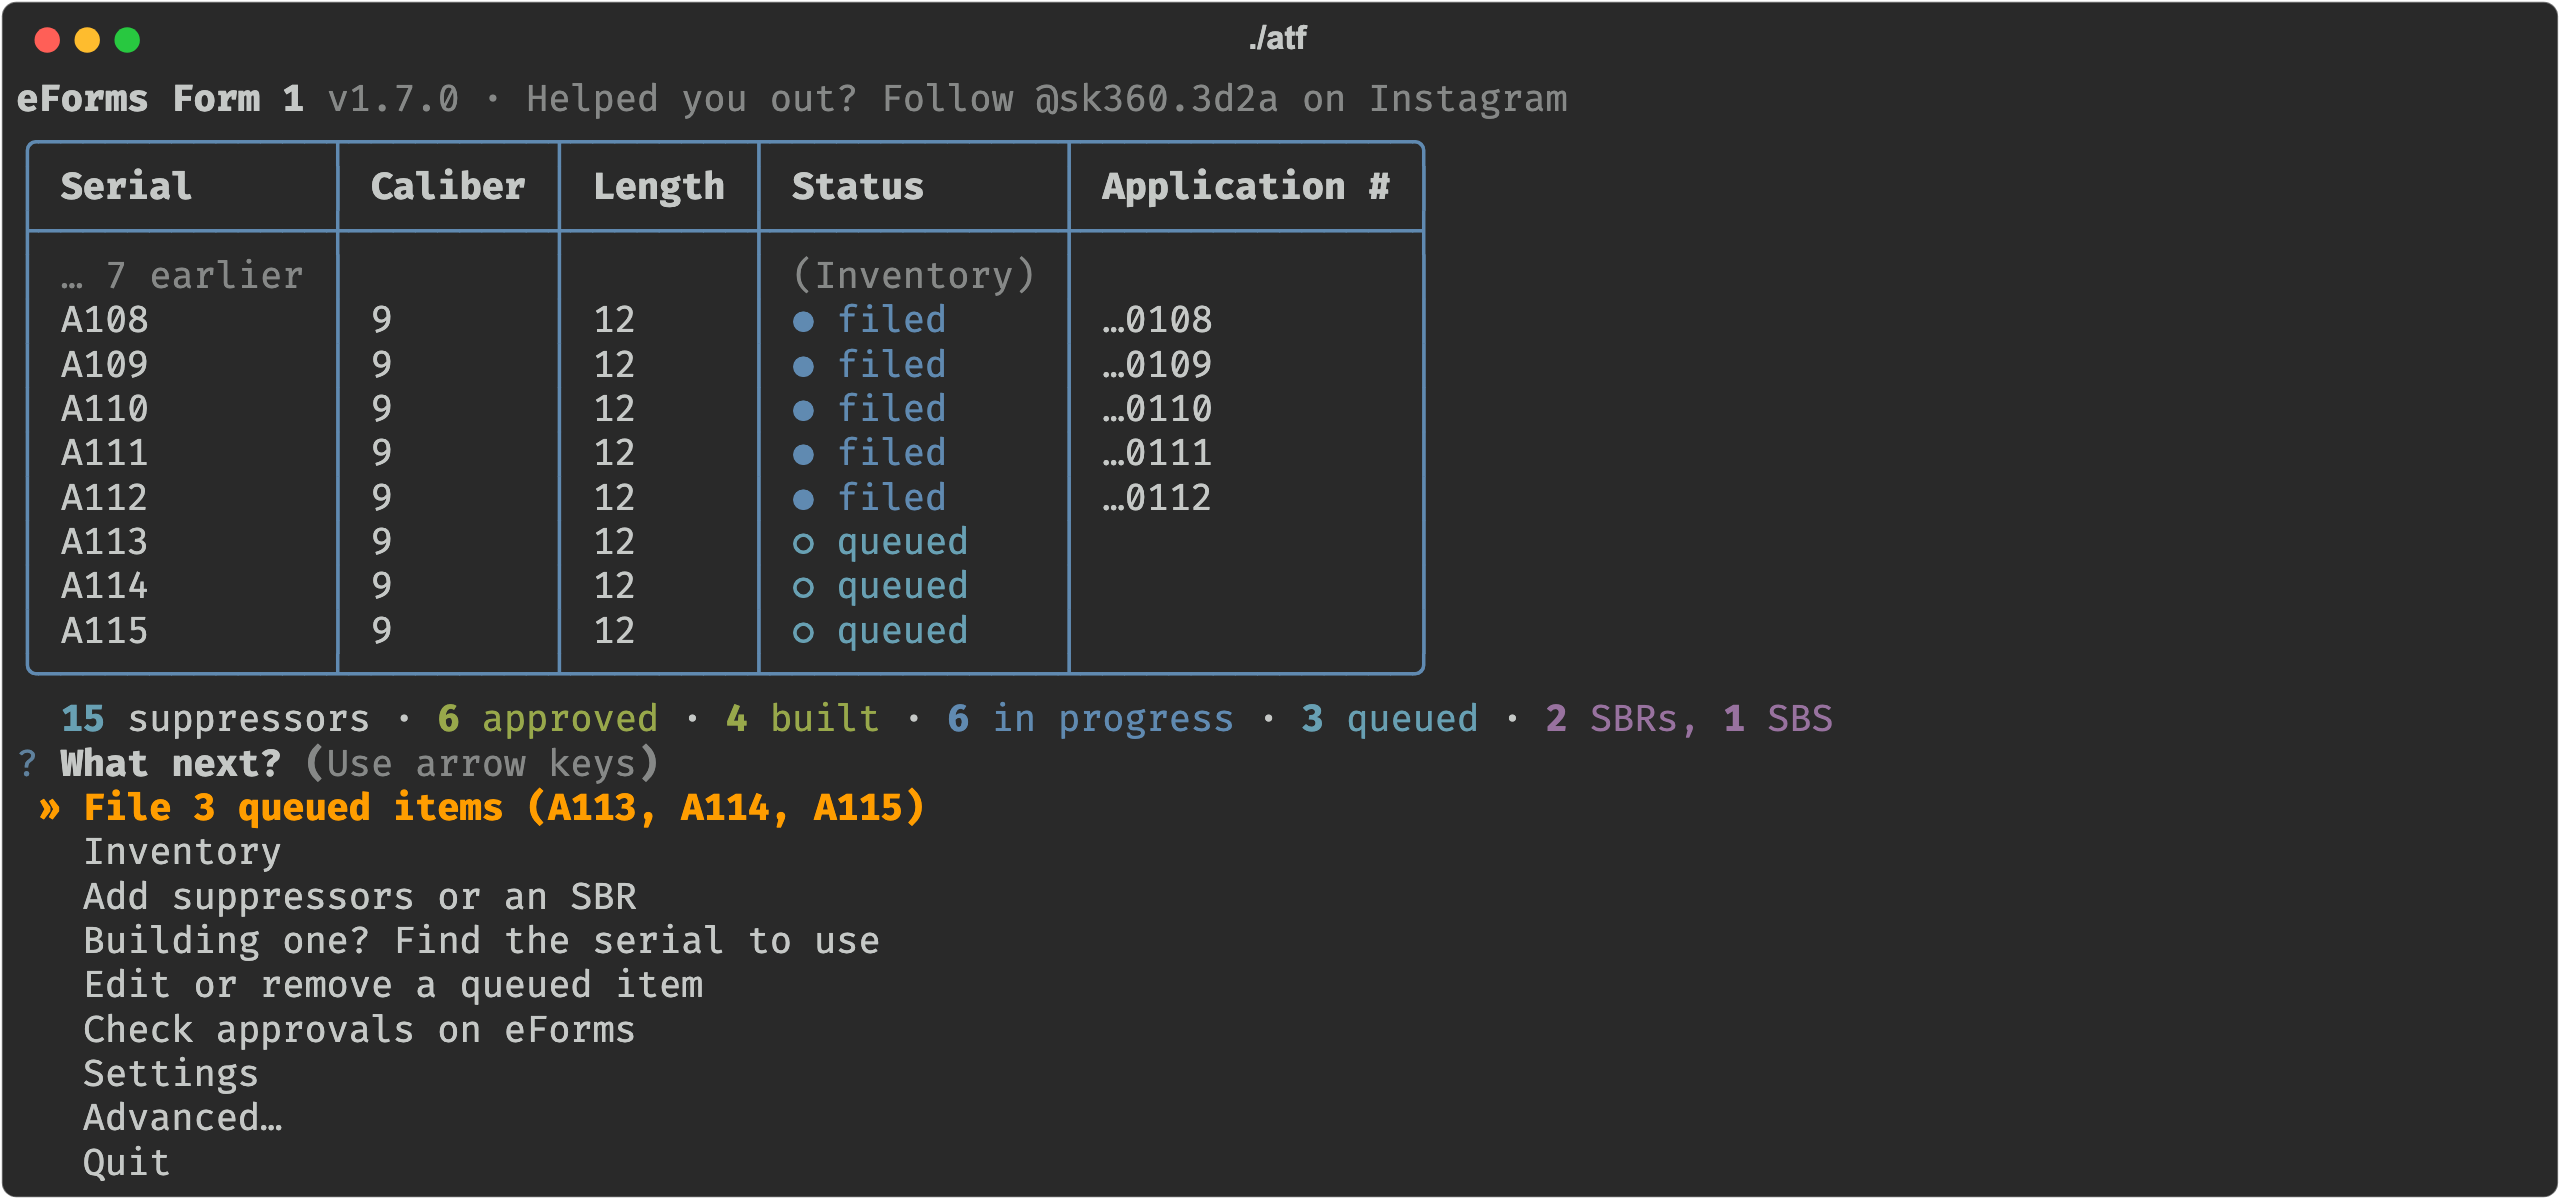 ./atf
eForms Form 1 v1.7.0 · Helped you out? Follow @sk360.3d2a on Instagram
Serial Caliber Length Status Application #
… 7 earlier (Inventory)
A108 9 12 ● filed …0108
A109 9 12 ● filed …0109
A110 9 12 ● filed …0110
A111 9 12 ● filed …0111
A112 9 12 ● filed …0112
A113 9 12 ○ queued
A114 9 12 ○ queued
A115 9 12 ○ queued
15 suppressors · 6 approved · 4 built · 6 in progress · 3 queued · 2 SBRs, 1 SBS
? What next? (Use arrow keys)
» File 3 queued items (A113, A114, A115)
Inventory
Add suppressors or an SBR
Building one? Find the serial to use
Edit or remove a queued item
Check approvals on eForms
Settings
Advanced…
Quit